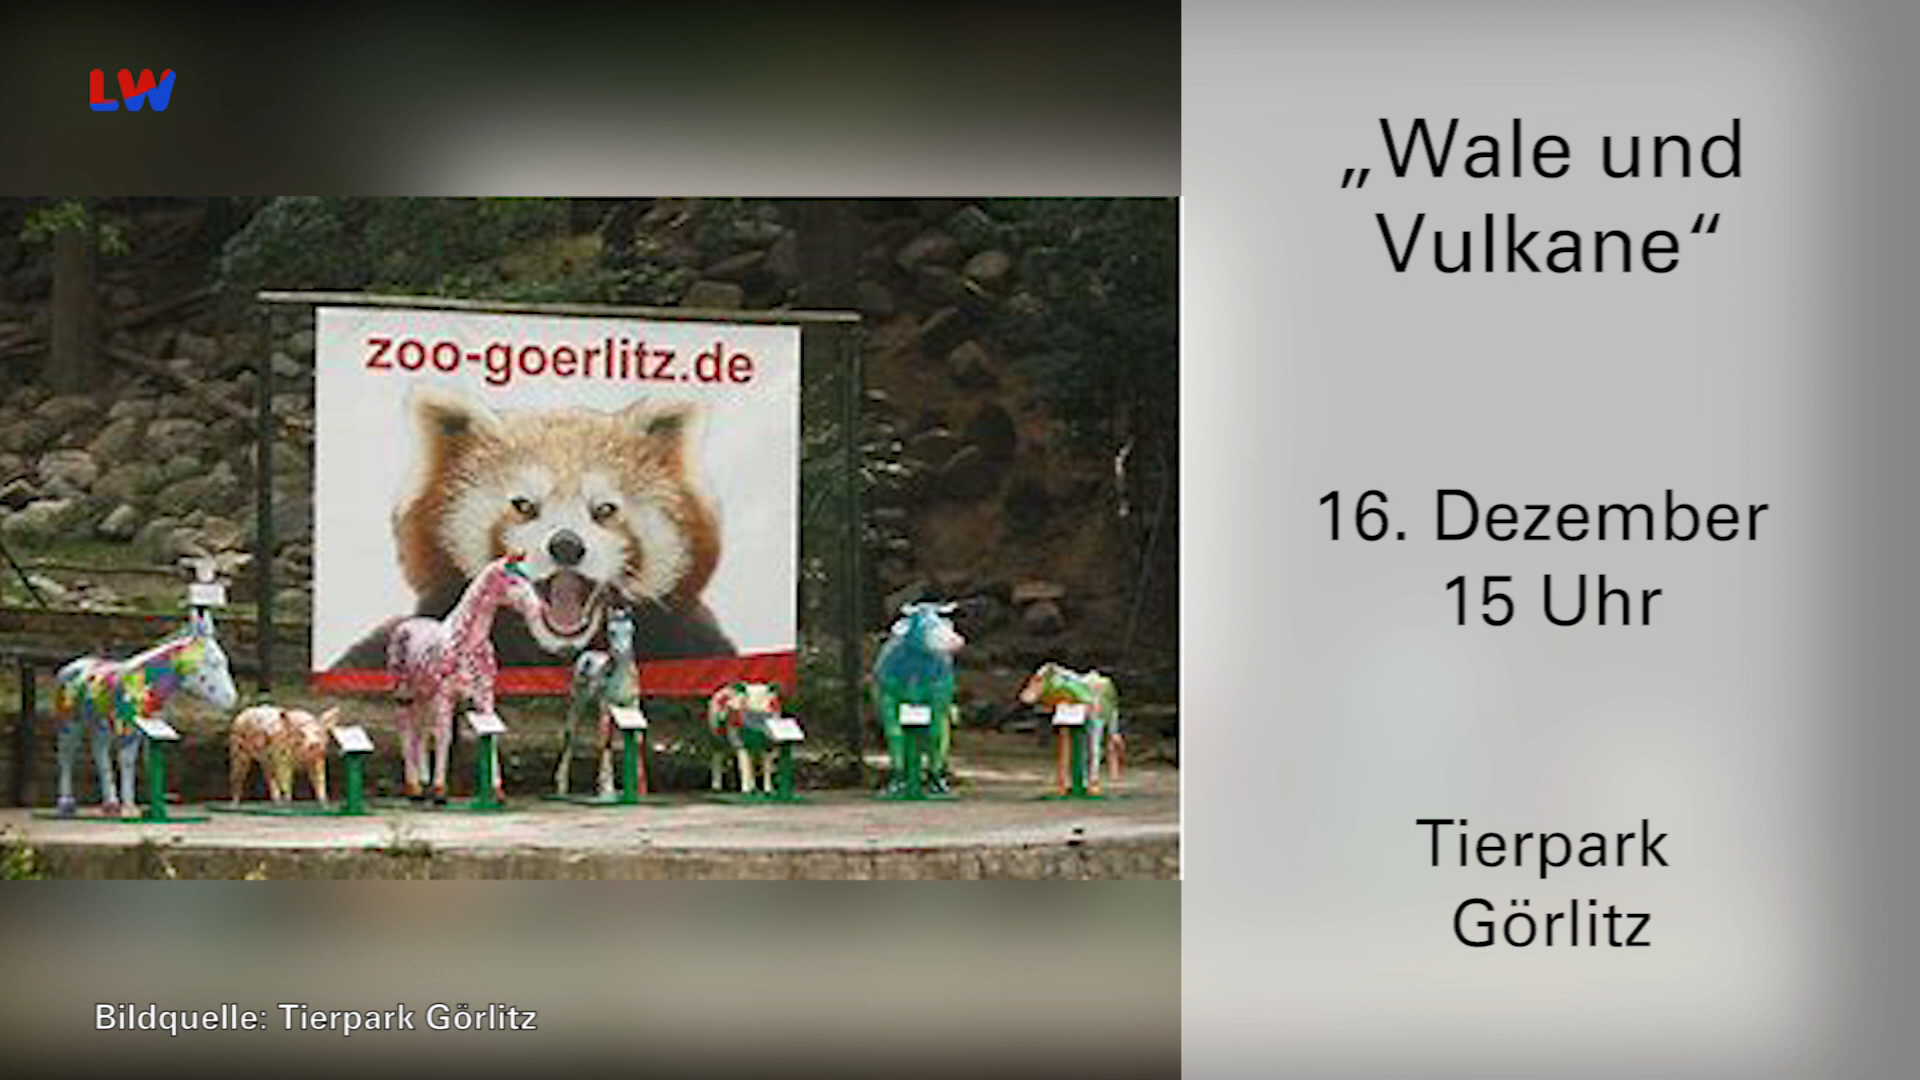 LW
zoo-goerlitz.de
„Wale und
Vulkane“
16. Dezember
15 Uhr
Tierpark
Görlitz
Bildquelle: Tierpark Görlitz